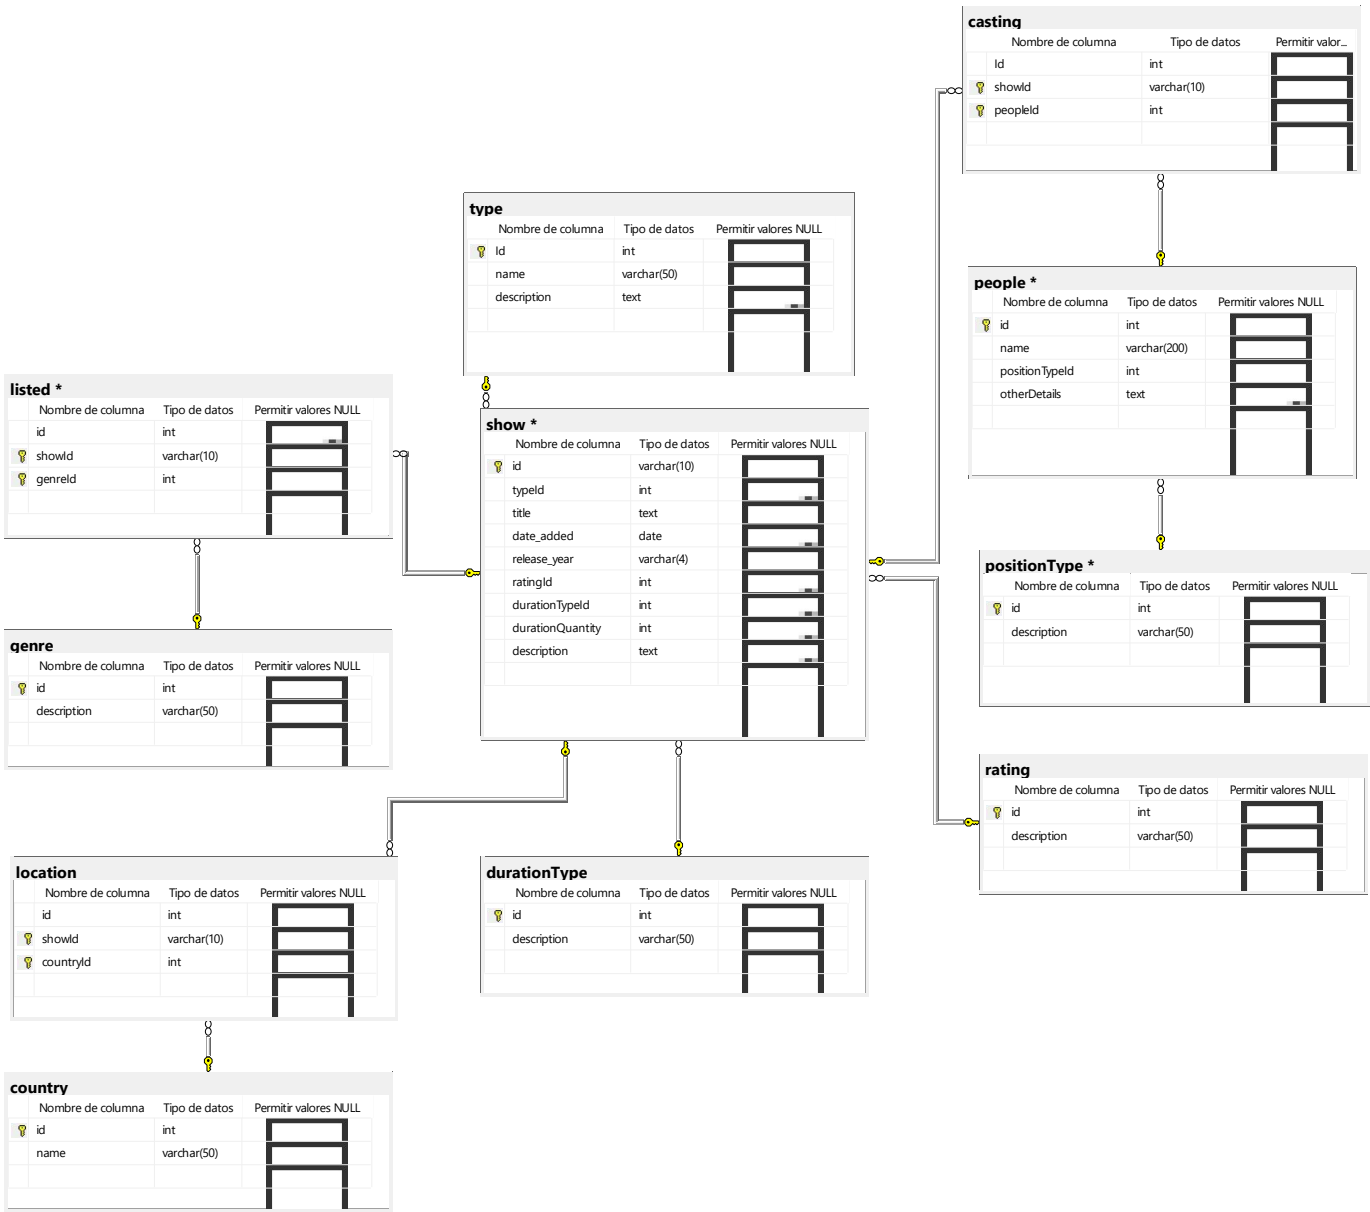 casting
Nombre de columna Tipo de datos Permitir valor...
Id int
showId varchar(10)
peopleId int
type
Nombre de columna Tipo de datos Permitir valores NULL
Id int
name varchar(50)
description text
people *
Nombre de columna Tipo de datos Permitir valores NULL
id int
name varchar(200)
positionTypeId int
otherDetails text
listed *
Nombre de columna Tipo de datos Permitir valores NULL
id int
showId varchar(10)
genreId int
show *
Nombre de columna Tipo de datos Permitir valores NULL
id varchar(10)
typeId int
title text
date_added date
release_year varchar(4)
ratingId int
durationTypeId int
durationQuantity int
description text
positionType *
Nombre de columna Tipo de datos Permitir valores NULL
id int
description varchar(50)
genre
Nombre de columna Tipo de datos Permitir valores NULL
id int
description varchar(50)
rating
Nombre de columna Tipo de datos Permitir valores NULL
id int
description varchar(50)
location
Nombre de columna Tipo de datos Permitir valores NULL
id int
showId varchar(10)
countryId int
durationType
Nombre de columna Tipo de datos Permitir valores NULL
id int
description varchar(50)
country
Nombre de columna Tipo de datos Permitir valores NULL
id int
name varchar(50)